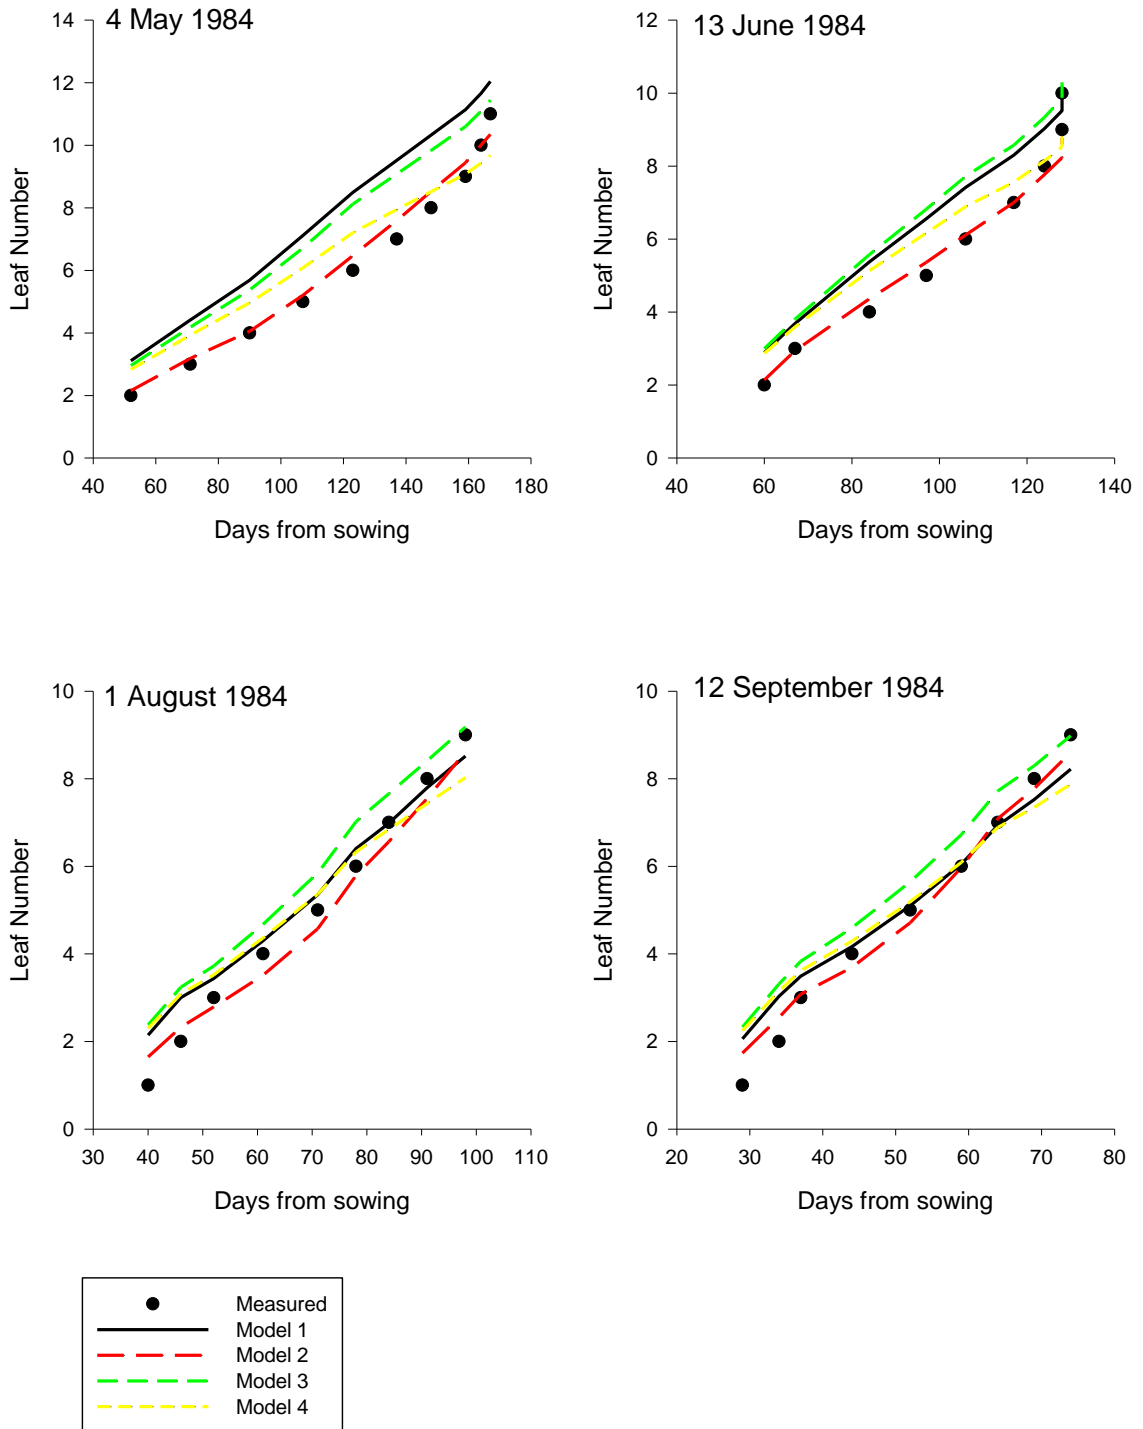 4 May 1984
14
12
10
8
6
4
2
0
Leaf Number
40 60 80 100 120 140 160 180
Days from sowing
13 June 1984
12
10
8
6
4
2
0
Leaf Number
60 80 100 120 140
40
Days from sowing
1 August 1984
10
8
6
4
2
0
Leaf Number
30 40 50 60 70 80 90 100 110
Days from sowing
12 September 1984
10
8
6
4
2
0
Leaf Number
20 30 40 50 60 70 80
Days from sowing
Measured
Model 1
Model 2
Model 3
Model 4